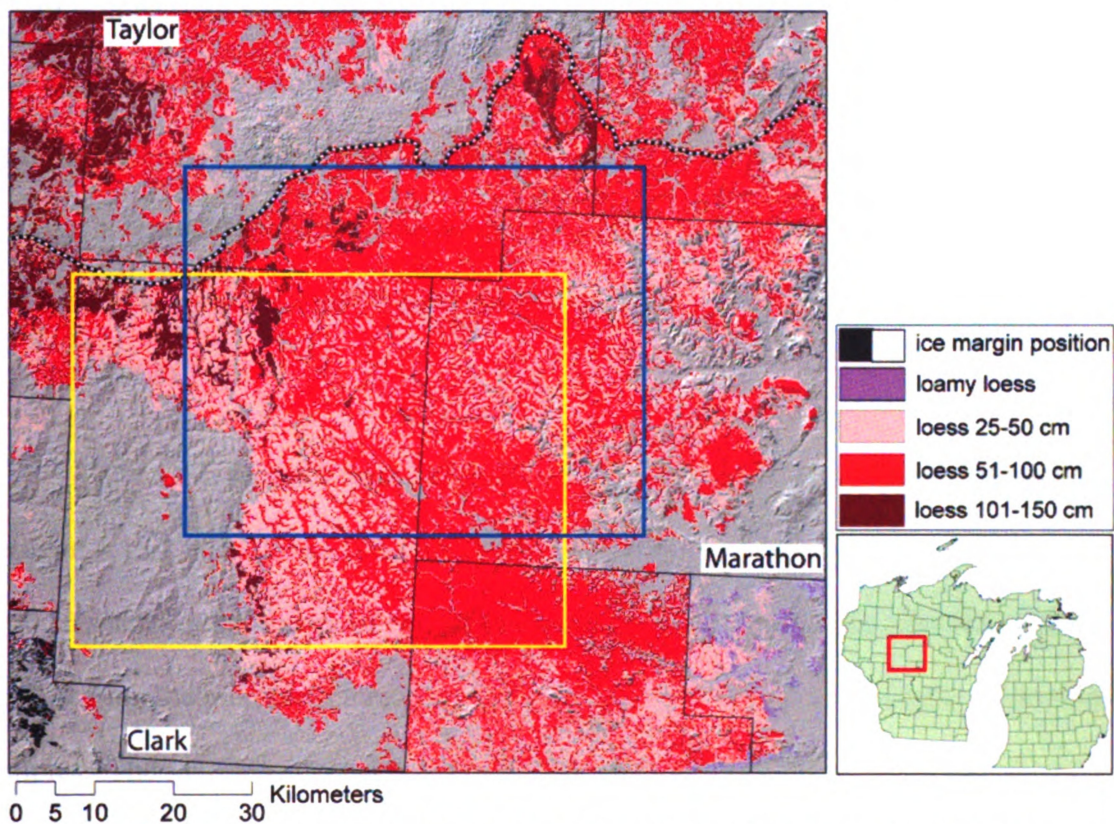 Taylor
ice margin position
loamy loess
loess 25-50 cm
loess 51-100 cm
loess 101-150 cm
Marathon
Clark
Kilometers
0 5 10 20 30